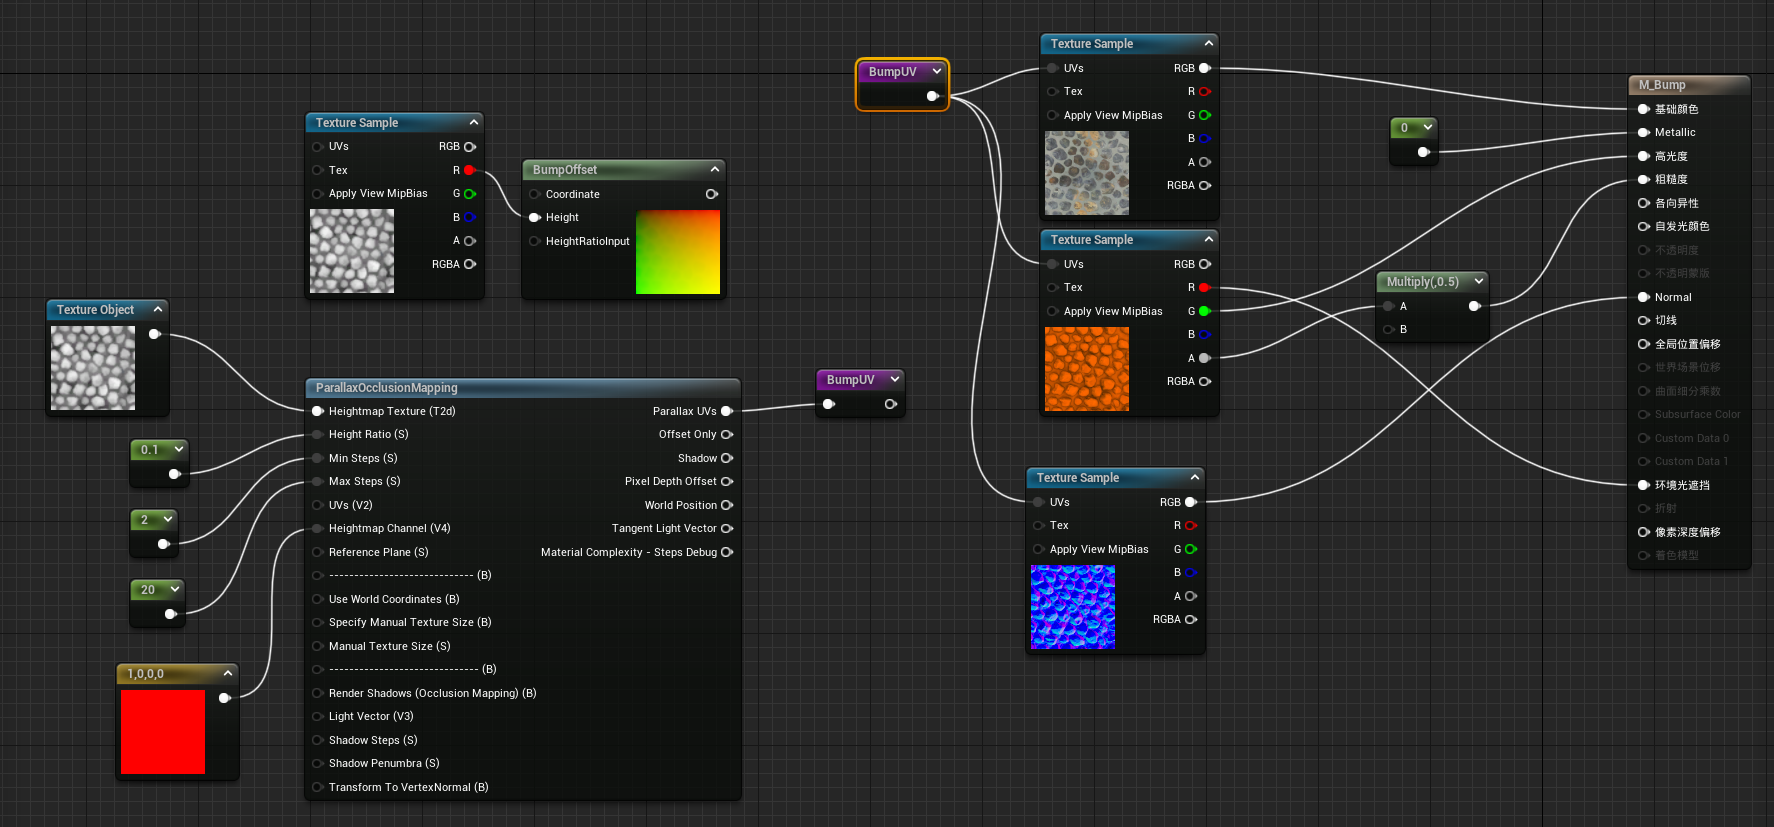 BumpUV
Texture Sample
UVs
RGB
Tex
R
Apply View MipBias
G
B
A
RGBA
Texture Sample
UVs
RGB
Tex
R
Apply View MipBias
G
B
A
RGBA
BumpOffset
Coordinate
Height
HeightRatioInput
Texture Sample
UVs
RGB
Tex
R
Apply View MipBias
G
B
A
RGBA
0
Multiply(,0.5)
A
B
M_Bump
基础颜色
Metallic
高光度
粗糙度
各向异性
自发光颜色
不透明度
不透明蒙版
Normal
切线
全局位置偏移
世界场景位移
曲面细分乘数
Subsurface Color
Custom Data 0
Custom Data 1
环境光遮挡
折射
像素深度偏移
着色模型
Texture Object
0.1
2
20
1,0,0,0
ParallaxOcclusionMapping
Heightmap Texture (T2d)
Parallax UVs
Height Ratio (S)
Offset Only
Min Steps (S)
Shadow
Max Steps (S)
Pixel Depth Offset
UVs (V2)
World Position
Heightmap Channel (V4)
Tangent Light Vector
Reference Plane (S)
Material Complexity - Steps Debug
----------------------------- (B)
Use World Coordinates (B)
Specify Manual Texture Size (B)
Manual Texture Size (S)
------------------------------ (B)
Render Shadows (Occlusion Mapping) (B)
Light Vector (V3)
Shadow Steps (S)
Shadow Penumbra (S)
Transform To VertexNormal (B)
BumpUV
Texture Sample
UVs
RGB
Tex
R
Apply View MipBias
G
B
A
RGBA